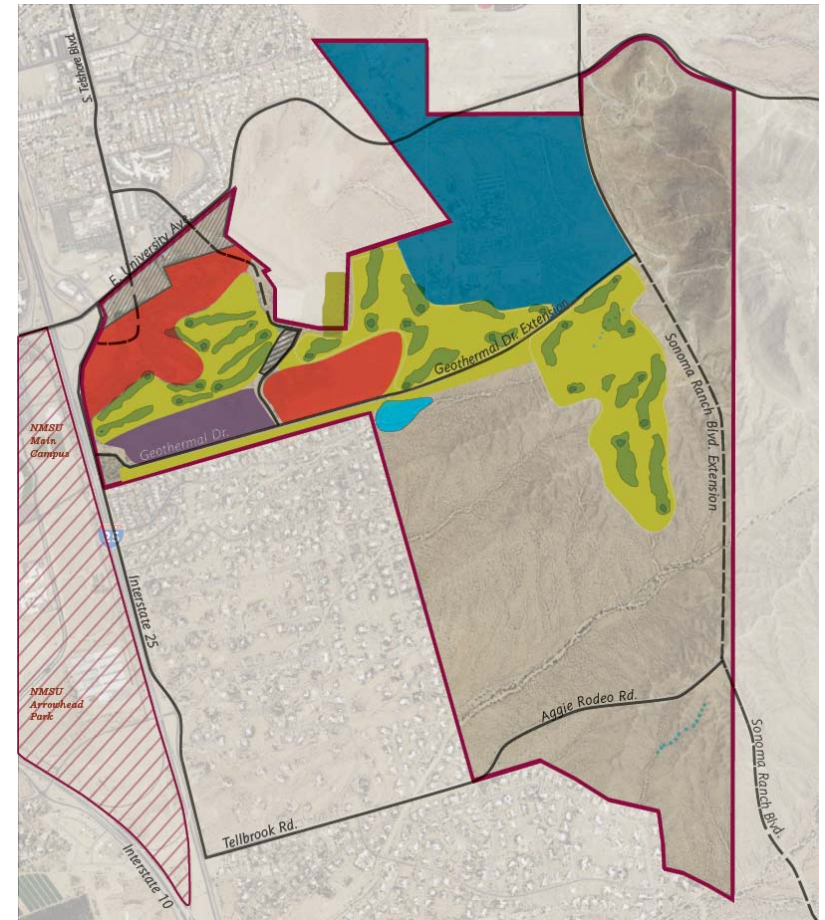 S. Telshore Blvd.
E. University Ave.
Geothermal Dr. Extension
Sonoma Ranch Blvd. Extension
NMSU
Main
Campus
Geothermal Dr.
25
Interstate 25
NMSU
Arrowhead
Park
Aggie Rodeo Rd.
Sonoma Ranch Blvd.
Tellbrook Rd.
Interstate 10